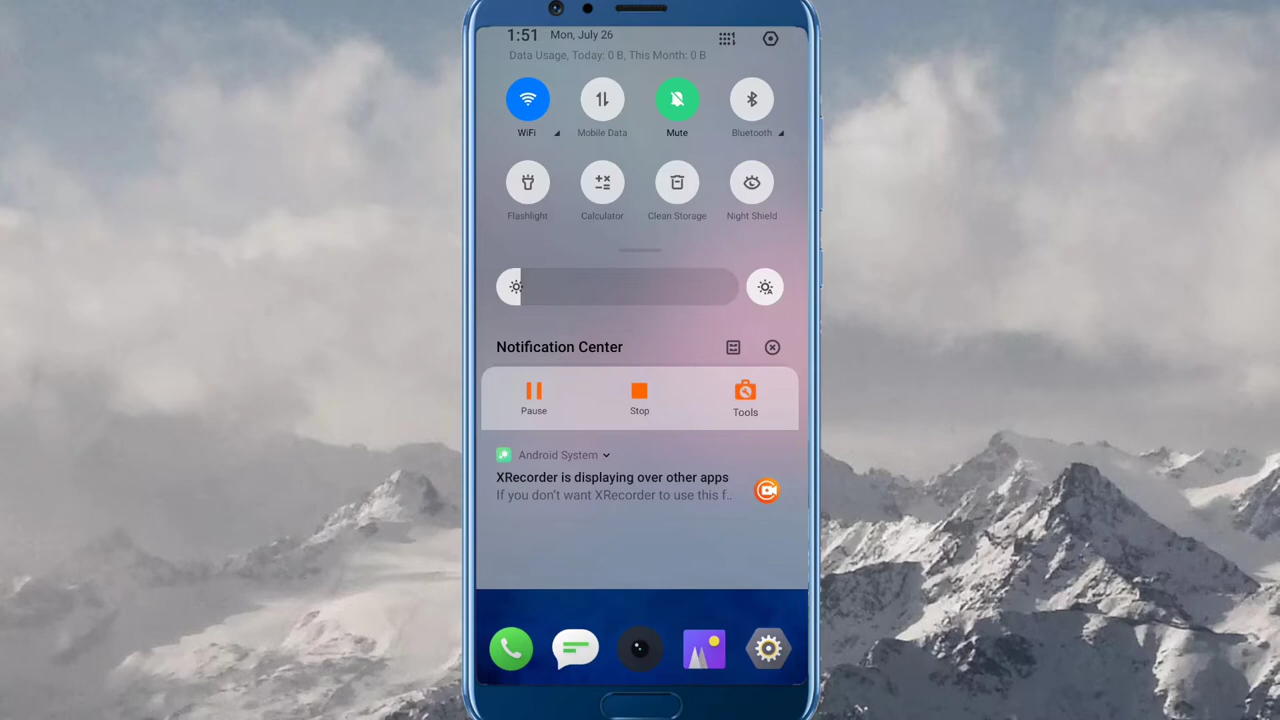 1:51 Mon, July 26
Data Usage, Today: 0 B, This Month: 0 B
WiFi Mobile Data Mute Bluetooth
Flashlight Calculator Clean Storage Night Shield
Notification Center
Pause Stop Tools
Android System
XRecorder is displaying over other apps
If you don't want XRecorder to use this f..